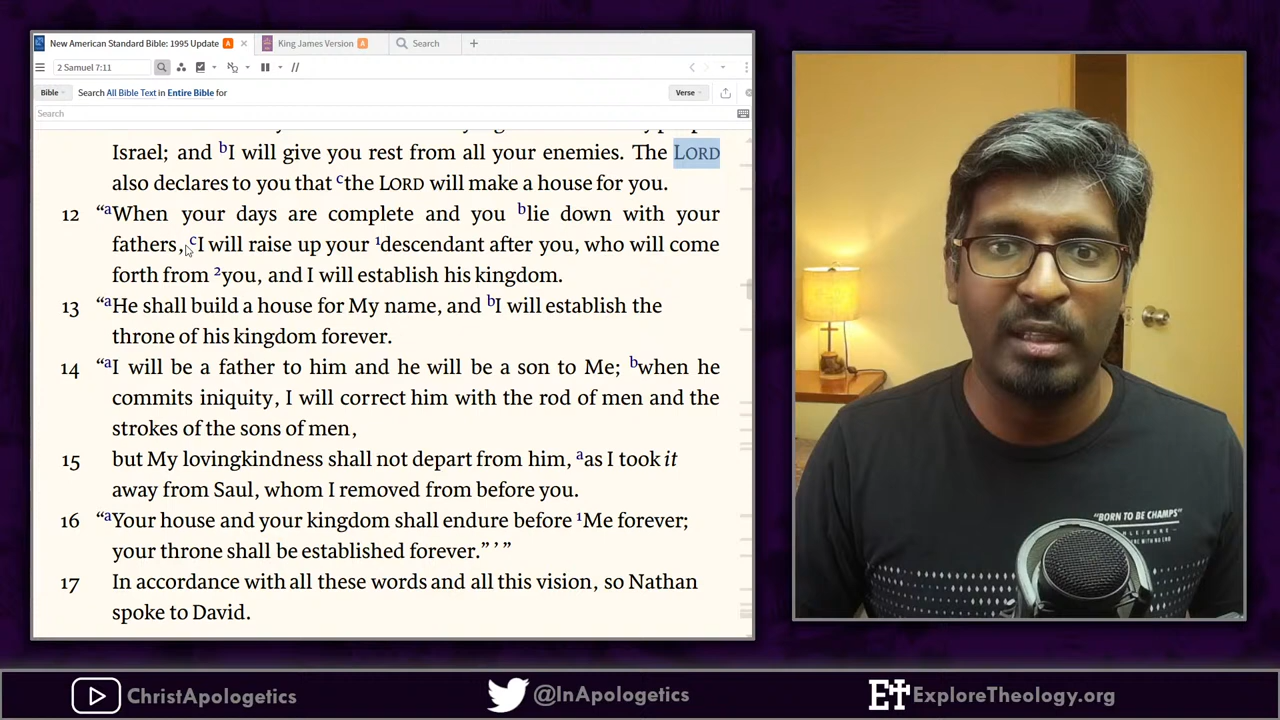 New American Standard Bible: 1995 Update A × King James Version A Search +
2 Samuel 7:11
Bible Search All Bible Text in Entire Bible for Verse
Search
Israel; and bI will give you rest from all your enemies. The LORD
also declares to you that cthe LORD will make a house for you.
12 “aWhen your days are complete and you blie down with your
fathers, cI will raise up your 1descendant after you, who will come
forth from 2you, and I will establish his kingdom.
13 “aHe shall build a house for My name, and bI will establish the
throne of his kingdom forever.
14 “aI will be a father to him and he will be a son to Me; bwhen he
commits iniquity, I will correct him with the rod of men and the
strokes of the sons of men,
15 but My lovingkindness shall not depart from him, aas I took it
away from Saul, whom I removed from before you.
16 “aYour house and your kingdom shall endure before 1Me forever;
your throne shall be established forever.” ’ ”
17 In accordance with all these words and all this vision, so Nathan
spoke to David.
"BORN TO BE CHAMPS"
ChristApologetics
@InApologetics
ET ExploreTheology.org